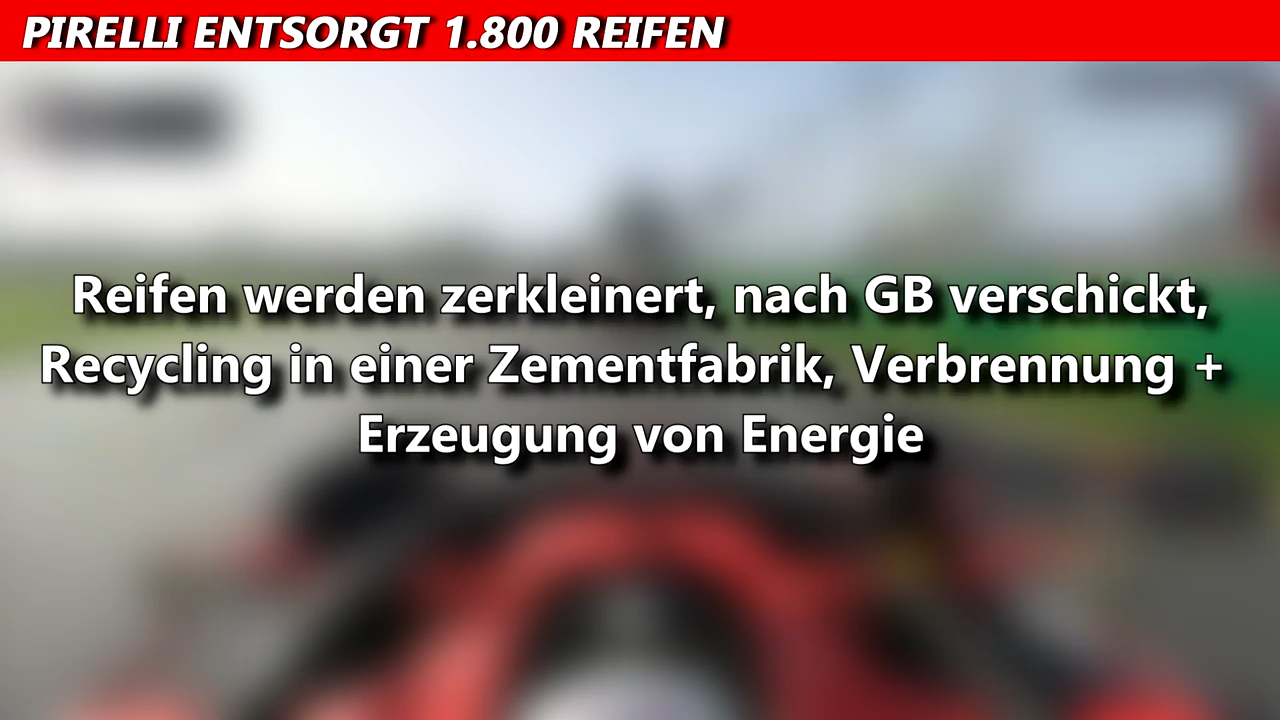 PIRELLI ENTSORGT 1.800 REIFEN
Reifen werden zerkleinert, nach GB verschickt,
Recycling in einer Zementfabrik, Verbrennung +
Erzeugung von Energie